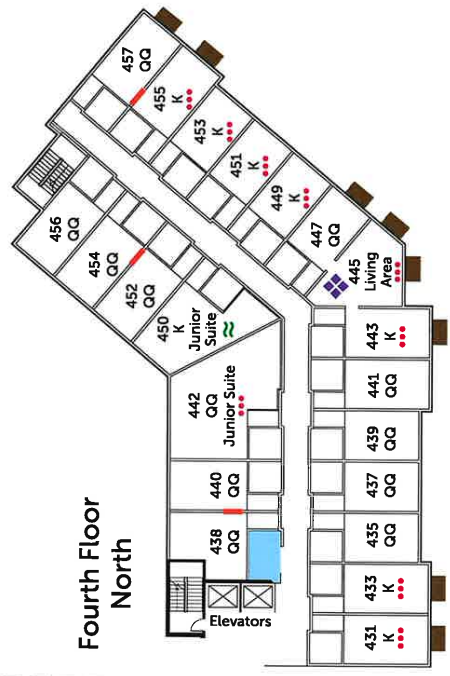 Fourth Floor
North
457
QQ
455
K
453
K
451
K
449
K
447
QQ
445
Living
Area
443
K
441
QQ
439
QQ
437
QQ
435
QQ
433
K
431
K
456
QQ
454
QQ
452
QQ
450
K
Junior
Suite
442
QQ
Junior Suite
440
QQ
438
QQ
Elevators